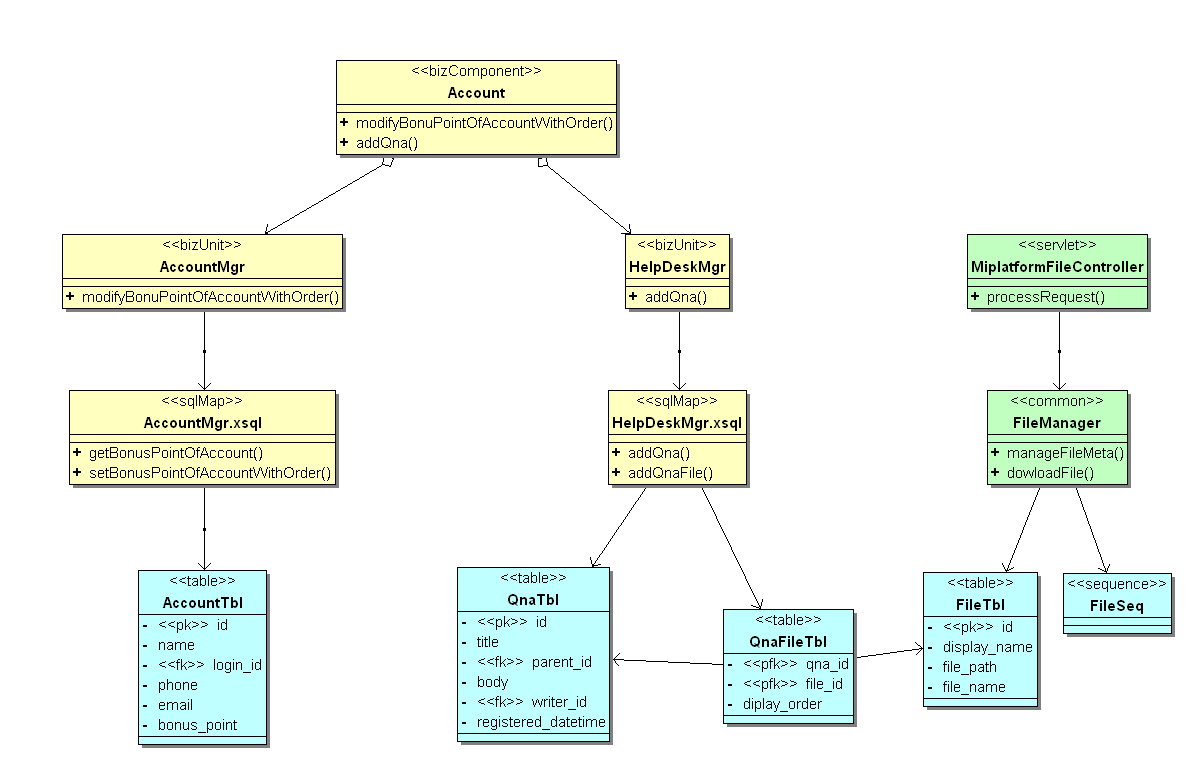 <<bizComponent>>
Account
+ modifyBonuPointOfAccountWithOrder()
+ addQna()
<<bizUnit>>
AccountMgr
+ modifyBonuPointOfAccountWithOrder()
<<bizUnit>>
HelpDeskMgr
+ addQna()
<<servlet>>
MiplatformFileController
+ processRequest()
<<sqlMap>>
AccountMgr.xsql
+ getBonusPointOfAccount()
+ setBonusPointOfAccountWithOrder()
<<sqlMap>>
HelpDeskMgr.xsql
+ addQna()
+ addQnaFile()
<<common>>
FileManager
+ manageFileMeta()
+ dowloadFile()
<<table>>
AccountTbl
- <<pk>> id
- name
- <<fk>> login_id
- phone
- email
- bonus_point
<<table>>
QnaTbl
- <<pk>> id
- title
- <<fk>> parent_id
- body
- <<fk>> writer_id
- registered_datetime
<<table>>
QnaFileTbl
- <<pfk>> qna_id
- <<pfk>> file_id
- diplay_order
<<table>>
FileTbl
- <<pk>> id
- display_name
- file_path
- file_name
<<sequence>>
FileSeq